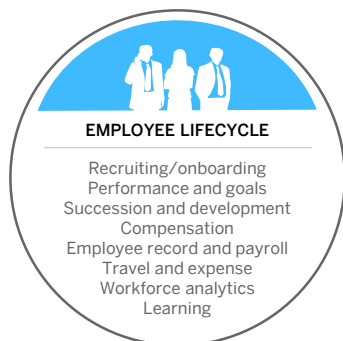 EMPLOYEE LIFECYCLE
Recruiting/onboarding
Performance and goals
Succession and development
Compensation
Employee record and payroll
Travel and expense
Workforce analytics
Learning